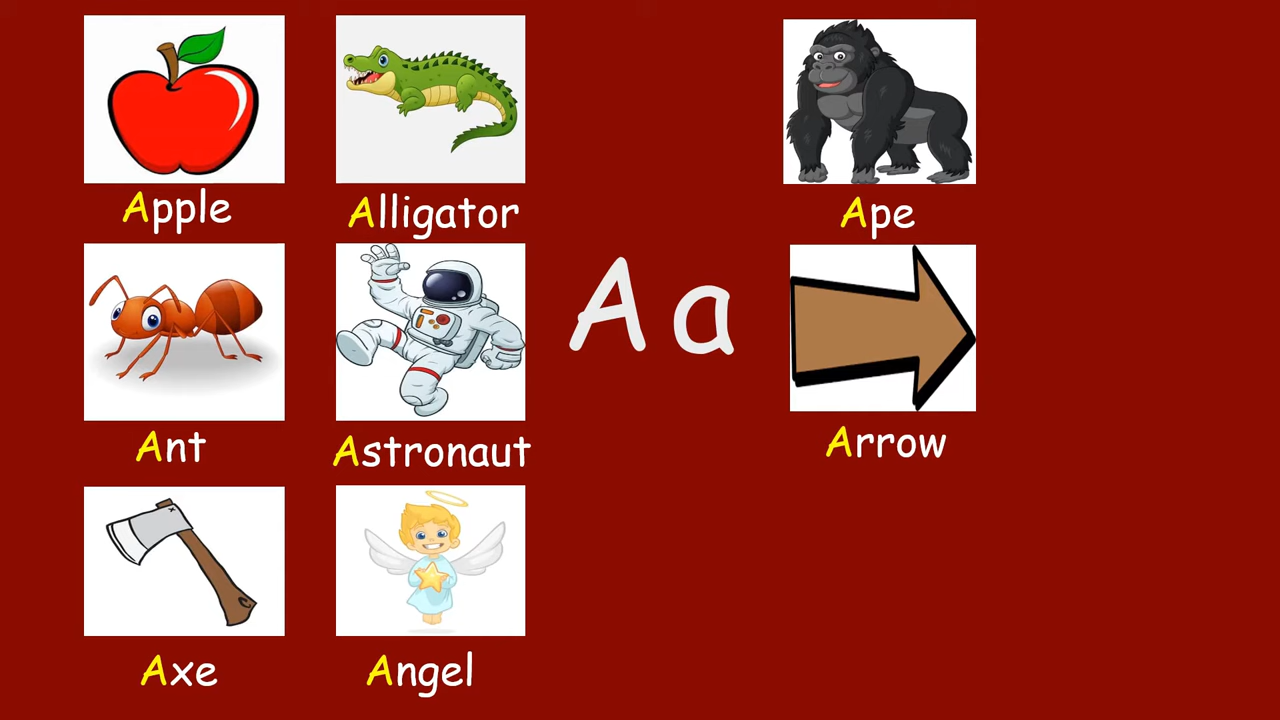 Apple
Alligator
Ape
Aa
Ant
Astronaut
Arrow
Axe
Angel